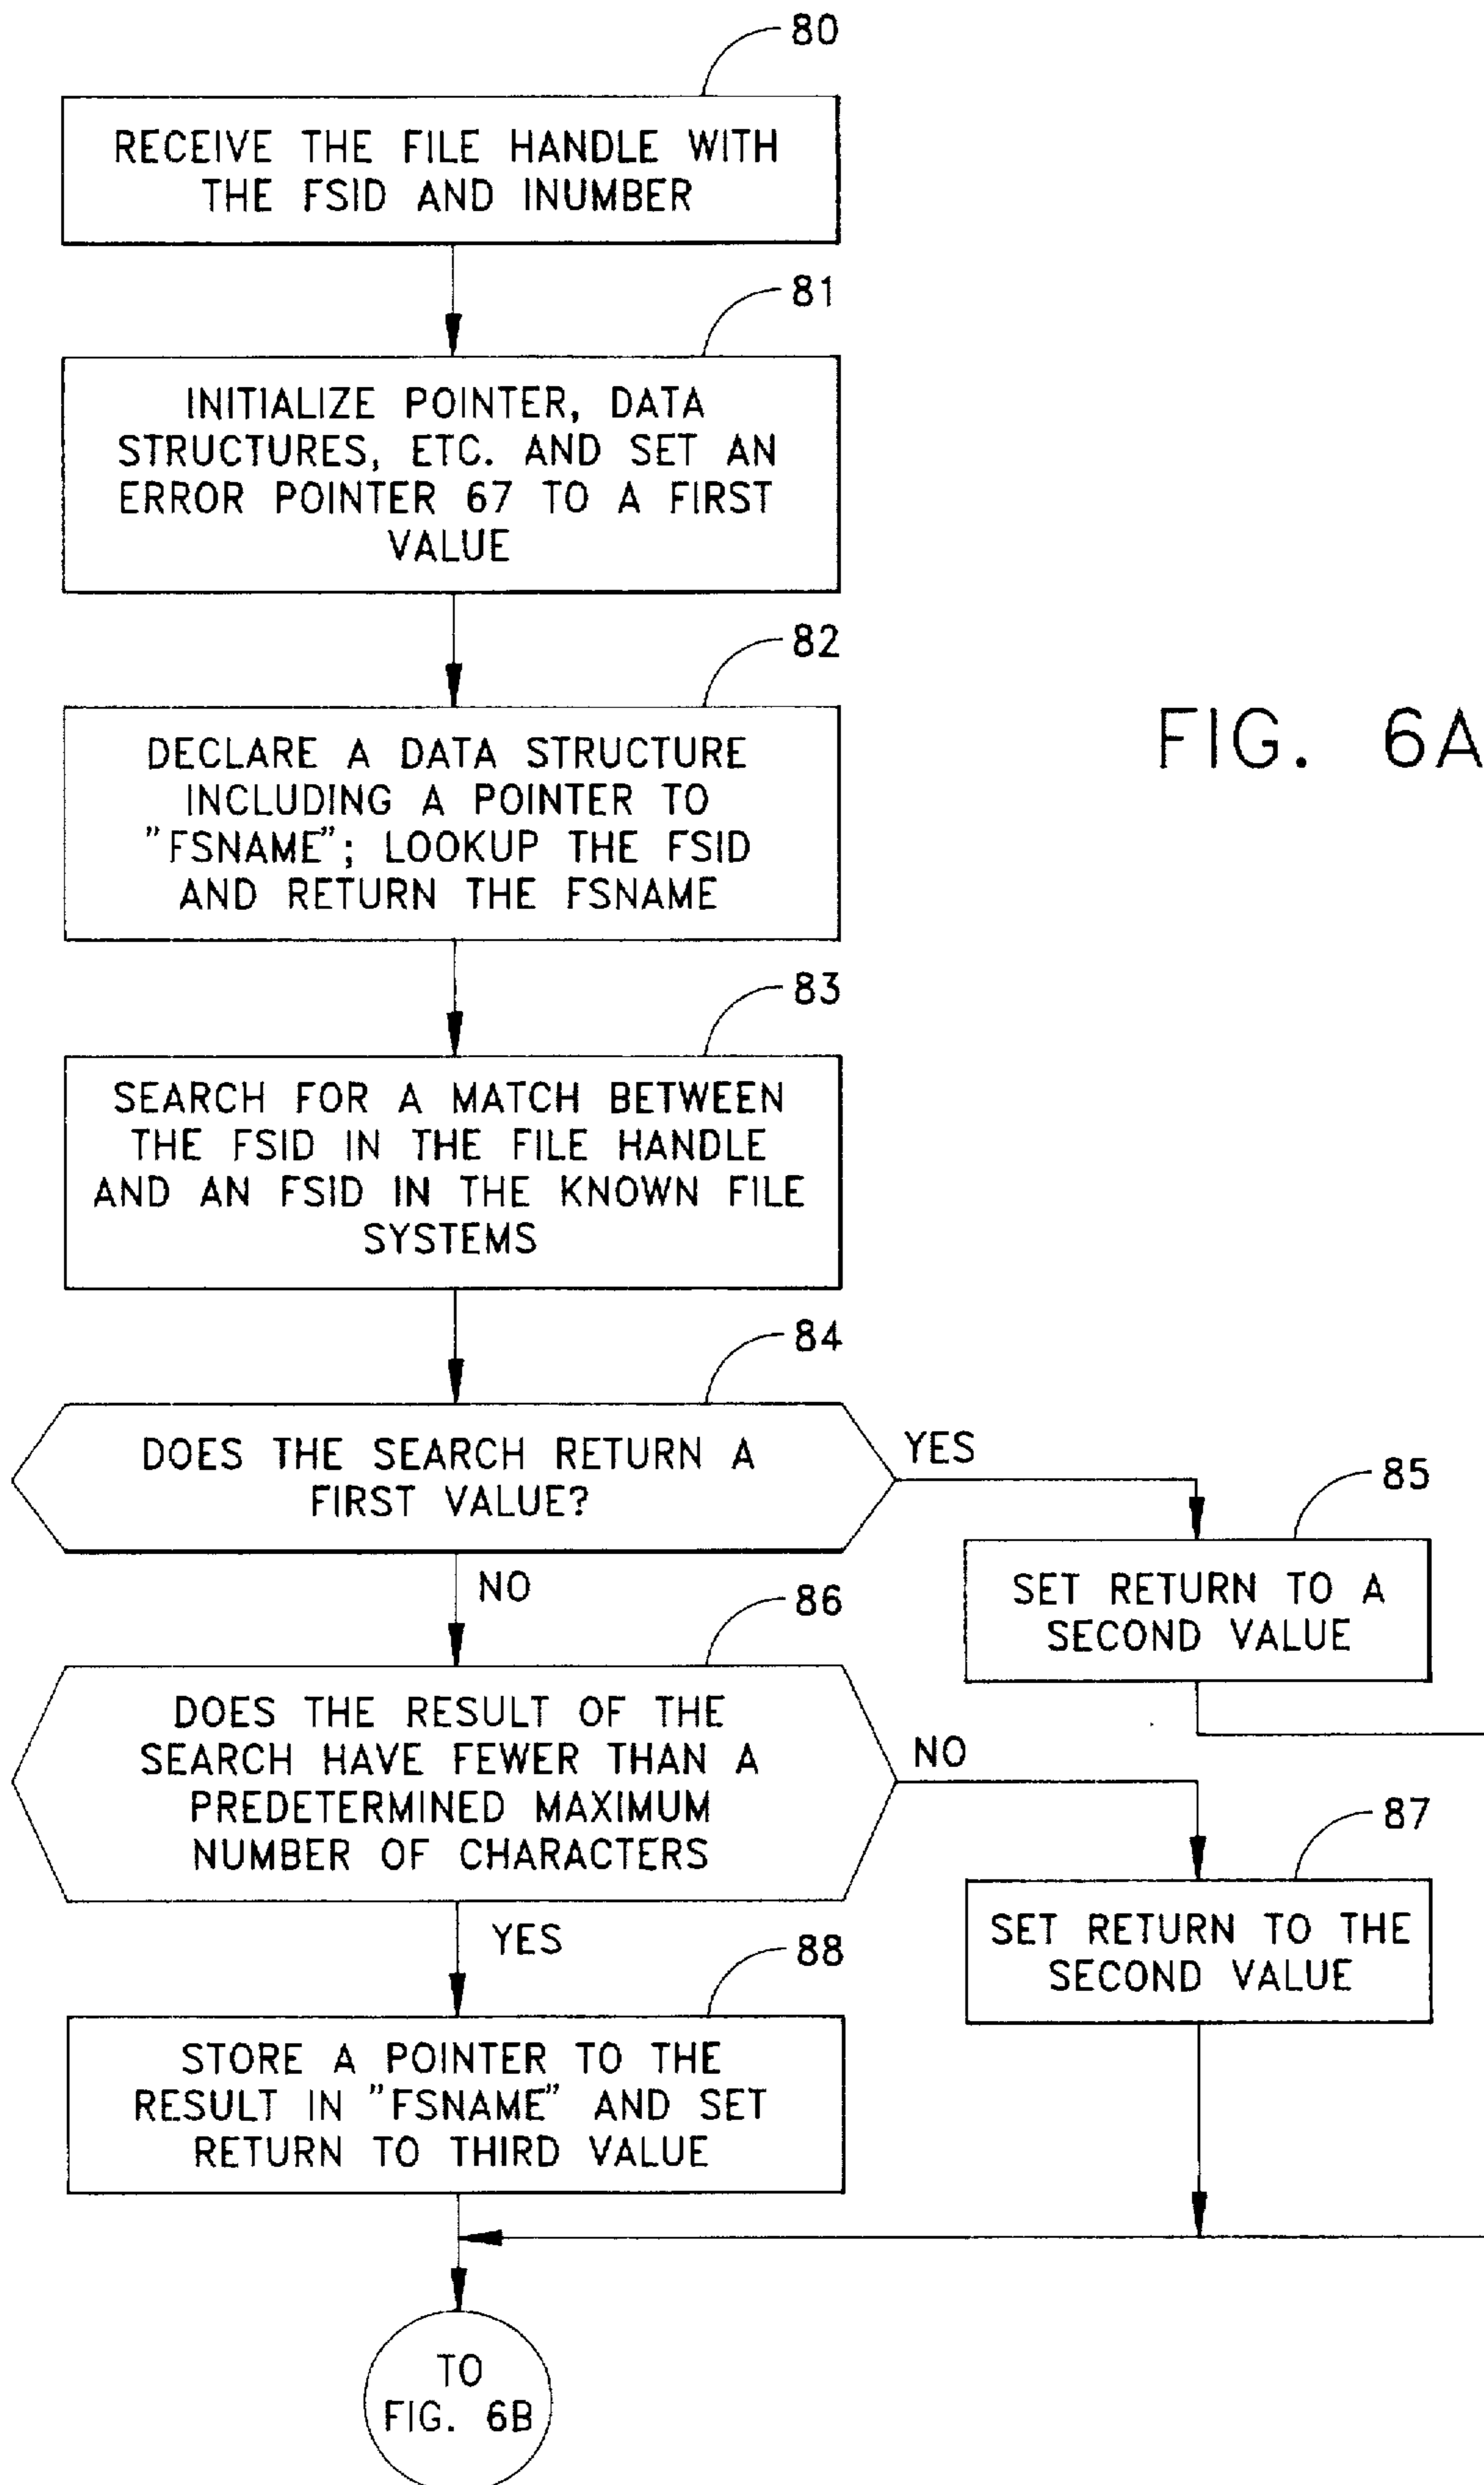 80
RECEIVE THE FILE HANDLE WITH
THE FSID AND INUMBER
81
INITIALIZE POINTER, DATA
STRUCTURES, ETC. AND SET AN
ERROR POINTER 67 TO A FIRST
VALUE
82
DECLARE A DATA STRUCTURE
INCLUDING A POINTER TO
"FSNAME"; LOOKUP THE FSID
AND RETURN THE FSNAME
FIG. 6A
83
SEARCH FOR A MATCH BETWEEN
THE FSID IN THE FILE HANDLE
AND AN FSID IN THE KNOWN FILE
SYSTEMS
84
DOES THE SEARCH RETURN A
FIRST VALUE?
YES
85
SET RETURN TO A
SECOND VALUE
NO
86
DOES THE RESULT OF THE
SEARCH HAVE FEWER THAN A
PREDETERMINED MAXIMUM
NUMBER OF CHARACTERS
NO
87
SET RETURN TO THE
SECOND VALUE
YES
88
STORE A POINTER TO THE
RESULT IN "FSNAME" AND SET
RETURN TO THIRD VALUE
TO
FIG. 6B